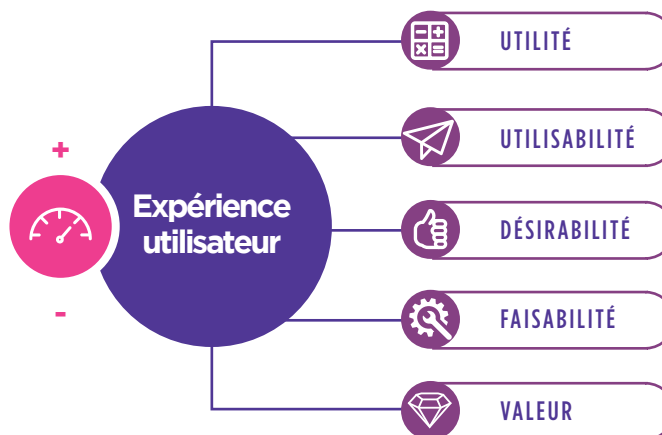 UTILITÉ
+
UTILISABILITÉ
Expérience
utilisateur
DÉSIRABILITÉ
-
FAISABILITÉ
VALEUR